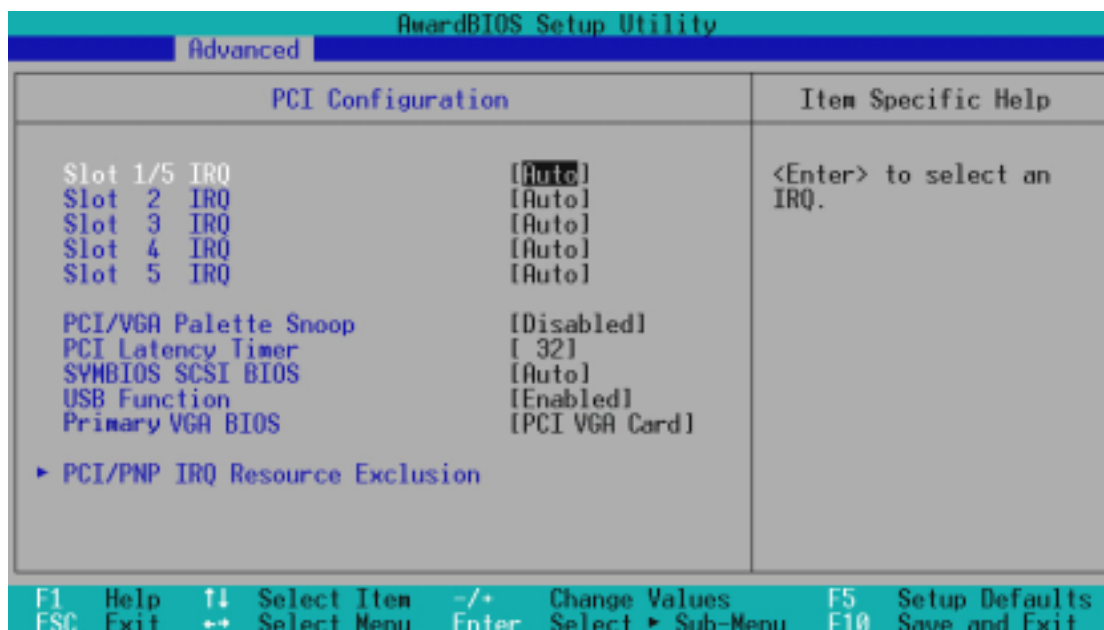 AwardBIOS Setup Utility
Advanced
PCI Configuration
Item Specific Help
Slot 1/5 IRQ [Auto]
Slot 2 IRQ [Auto]
Slot 3 IRQ [Auto]
Slot 4 IRQ [Auto]
Slot 5 IRQ [Auto]
PCI/VGA Palette Snoop [Disabled]
PCI Latency Timer [ 32]
SYMBIOS SCSI BIOS [Auto]
USB Function [Enabled]
Primary VGA BIOS [PCI VGA Card]
► PCI/PNP IRQ Resource Exclusion
<Enter> to select an
IRQ.
F1 Help ↑↓ Select Item -/+ Change Values F5 Setup Defaults
ESC Exit ←→ Select Menu Enter Select ► Sub-Menu F10 Save and Exit